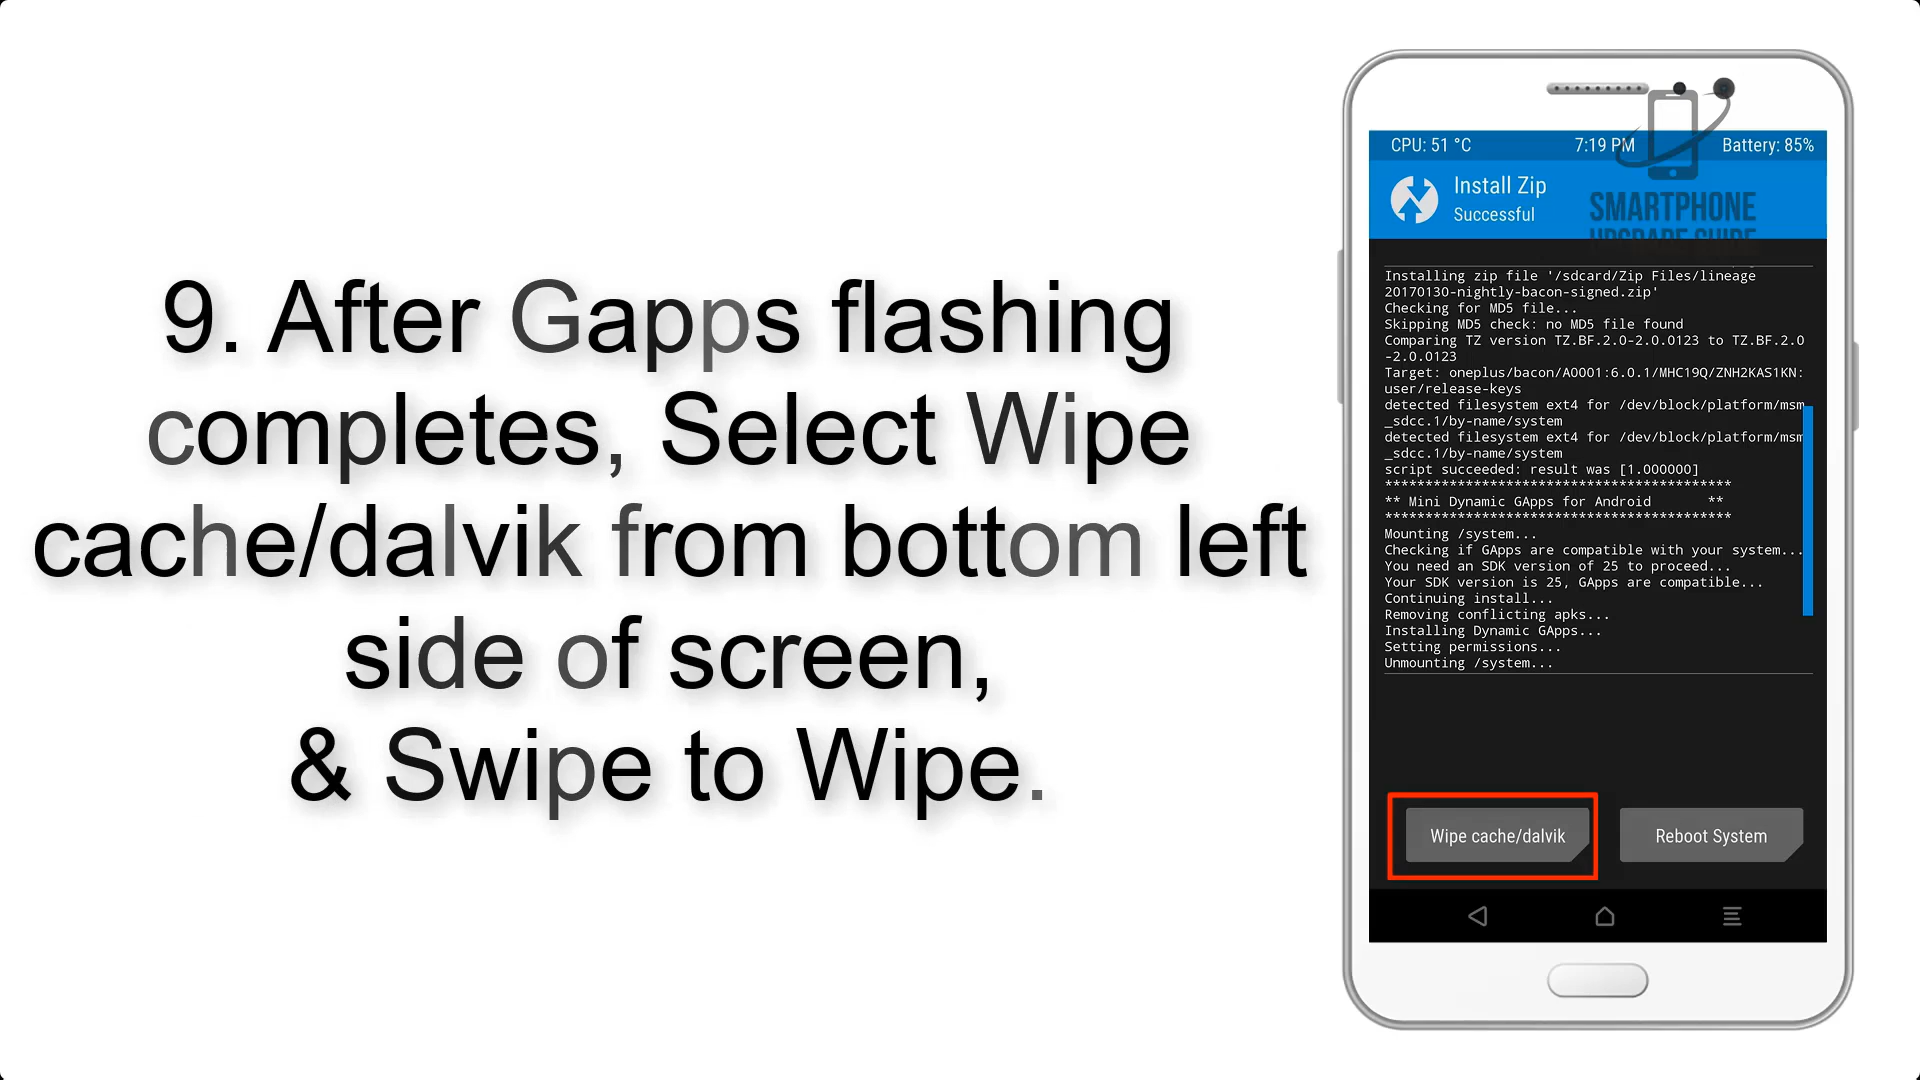 9. After Gapps flashing
completes, Select Wipe
cache/dalvik from bottom left
side of screen,
& Swipe to Wipe.
CPU: 51 °C 7:19 PM Battery: 85%
Install Zip
Successful
SMARTPHONE
UPGRADE GUIDE
Installing zip file '/sdcard/Zip Files/lineage
20170130-nightly-bacon-signed.zip'
Checking for MD5 file...
Skipping MD5 check: no MD5 file found
Comparing TZ version TZ.BF.2.0-2.0.0123 to TZ.BF.2.0
-2.0.0123
Target: oneplus/bacon/A0001:6.0.1/MHC19Q/ZNH2KAS1KN:
user/release-keys
detected filesystem ext4 for /dev/block/platform/msm
_sdcc.1/by-name/system
detected filesystem ext4 for /dev/block/platform/msm
_sdcc.1/by-name/system
script succeeded: result was [1.000000]
*******************************************
** Mini Dynamic GApps for Android **
*******************************************
Mounting /system...
Checking if GApps are compatible with your system...
You need an SDK version of 25 to proceed...
Your SDK version is 25, GApps are compatible...
Continuing install...
Removing conflicting apks...
Installing Dynamic GApps...
Setting permissions...
Unmounting /system...
Wipe cache/dalvik Reboot System